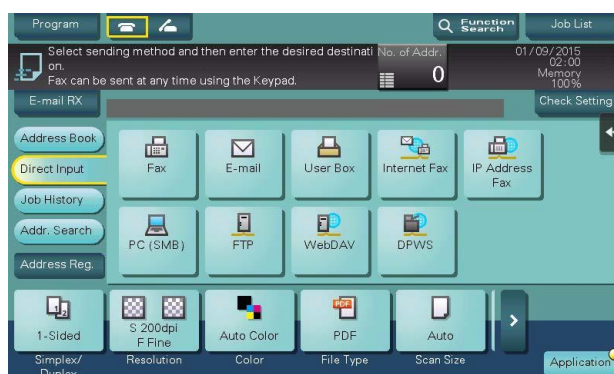 Program
Function
Search
Job List
Select sending method and then enter the desired destinati
on.
Fax can be sent at any time using the Keypad.
No. of Addr.
0
01/09/2015
02:00
Memory
100%
E-mail RX
Check Setting
Address Book
Direct Input
Job History
Addr. Search
Address Reg.
Fax
E-mail
User Box
Internet Fax
IP Address
Fax
PC (SMB)
FTP
WebDAV
DPWS
1-Sided
S 200dpi
F Fine
Auto Color
PDF
PDF
Auto
Simplex/
Duplex
Resolution
Color
File Type
Scan Size
Application